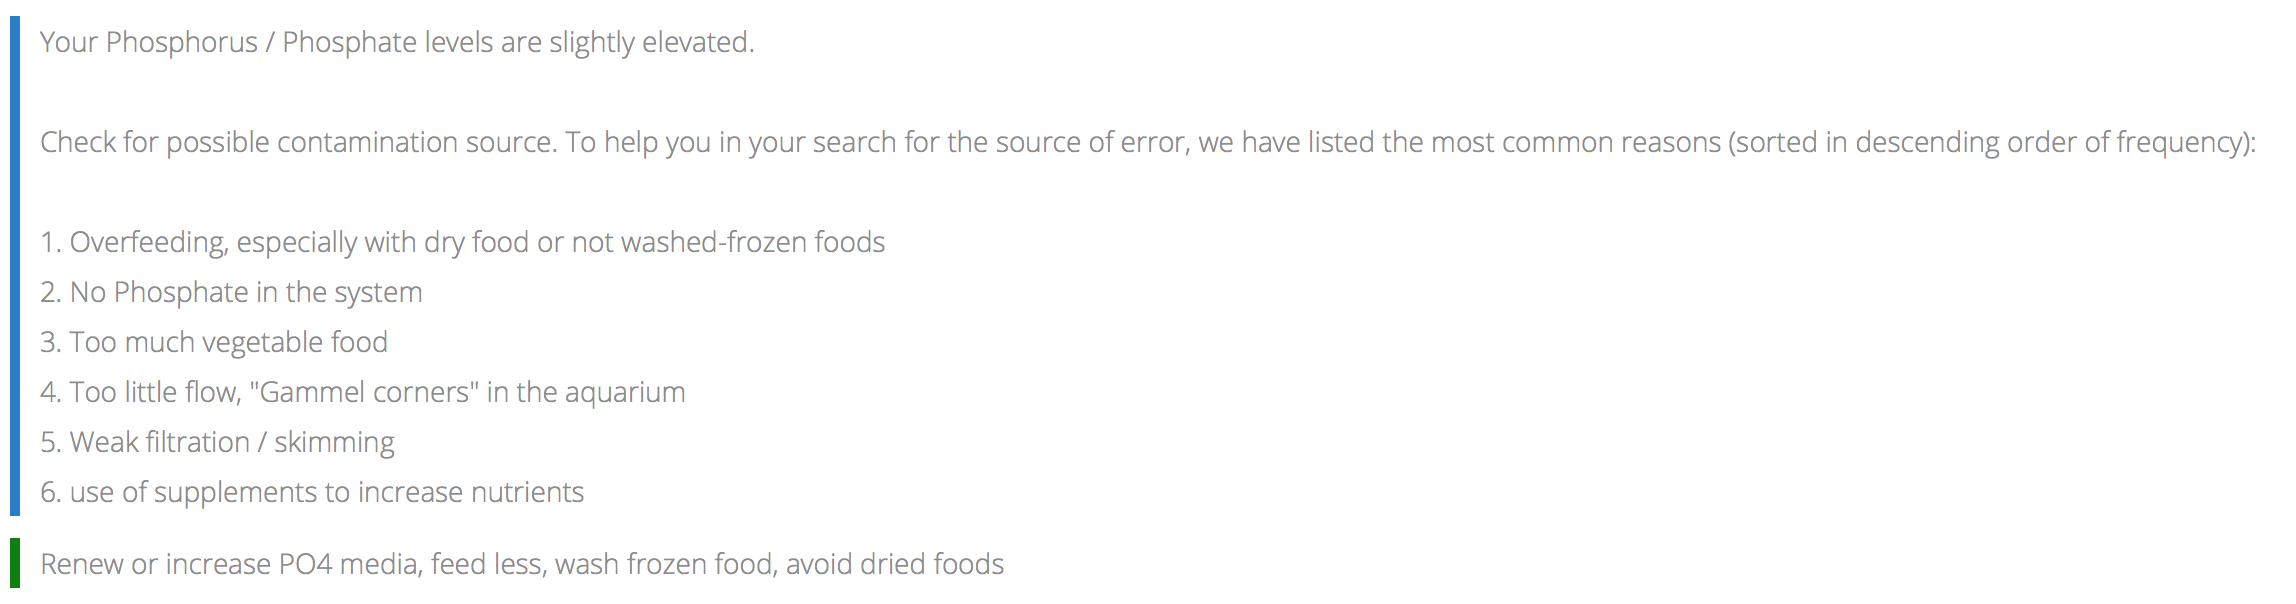 Your Phosphorus / Phosphate levels are slightly elevated.
Check for possible contamination source. To help you in your search for the source of error, we have listed the most common reasons (sorted in descending order of frequency):
1. Overfeeding, especially with dry food or not washed-frozen foods
2. No Phosphate in the system
3. Too much vegetable food
4. Too little flow, "Gammel corners" in the aquarium
5. Weak filtration / skimming
6. use of supplements to increase nutrients
Renew or increase PO4 media, feed less, wash frozen food, avoid dried foods